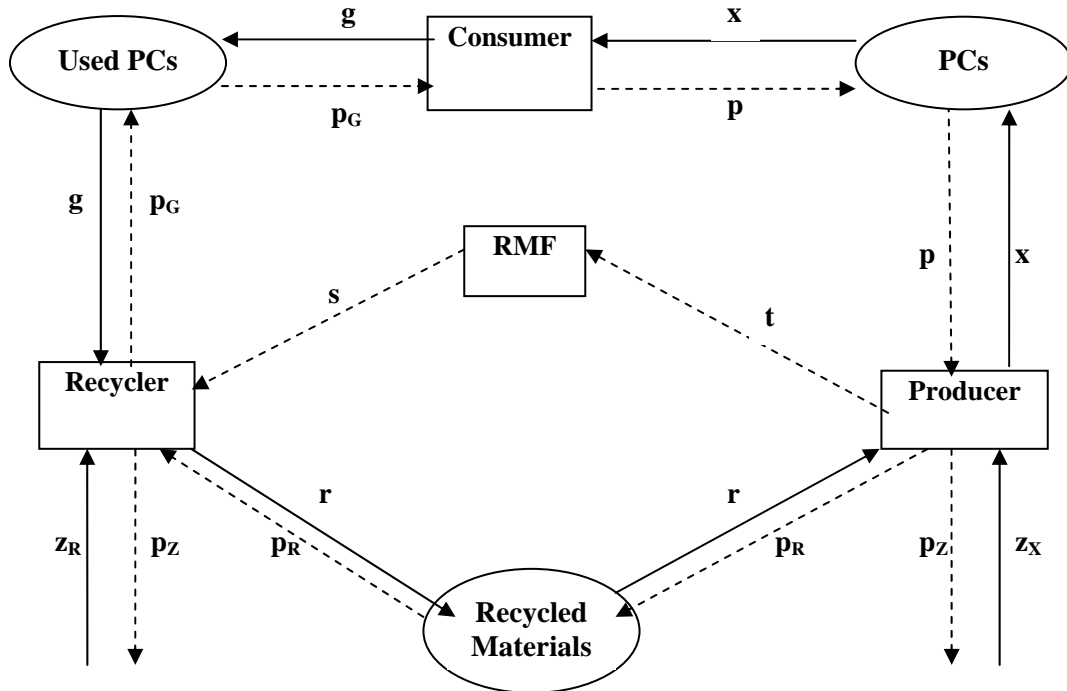 g
x
Used PCs
Consumer
PCs
p_G
p
g
p_G
RMF
p
x
s
t
Recycler
Producer
r
r
z_R
p_Z
p_R
p_R
p_Z
z_X
Recycled
Materials